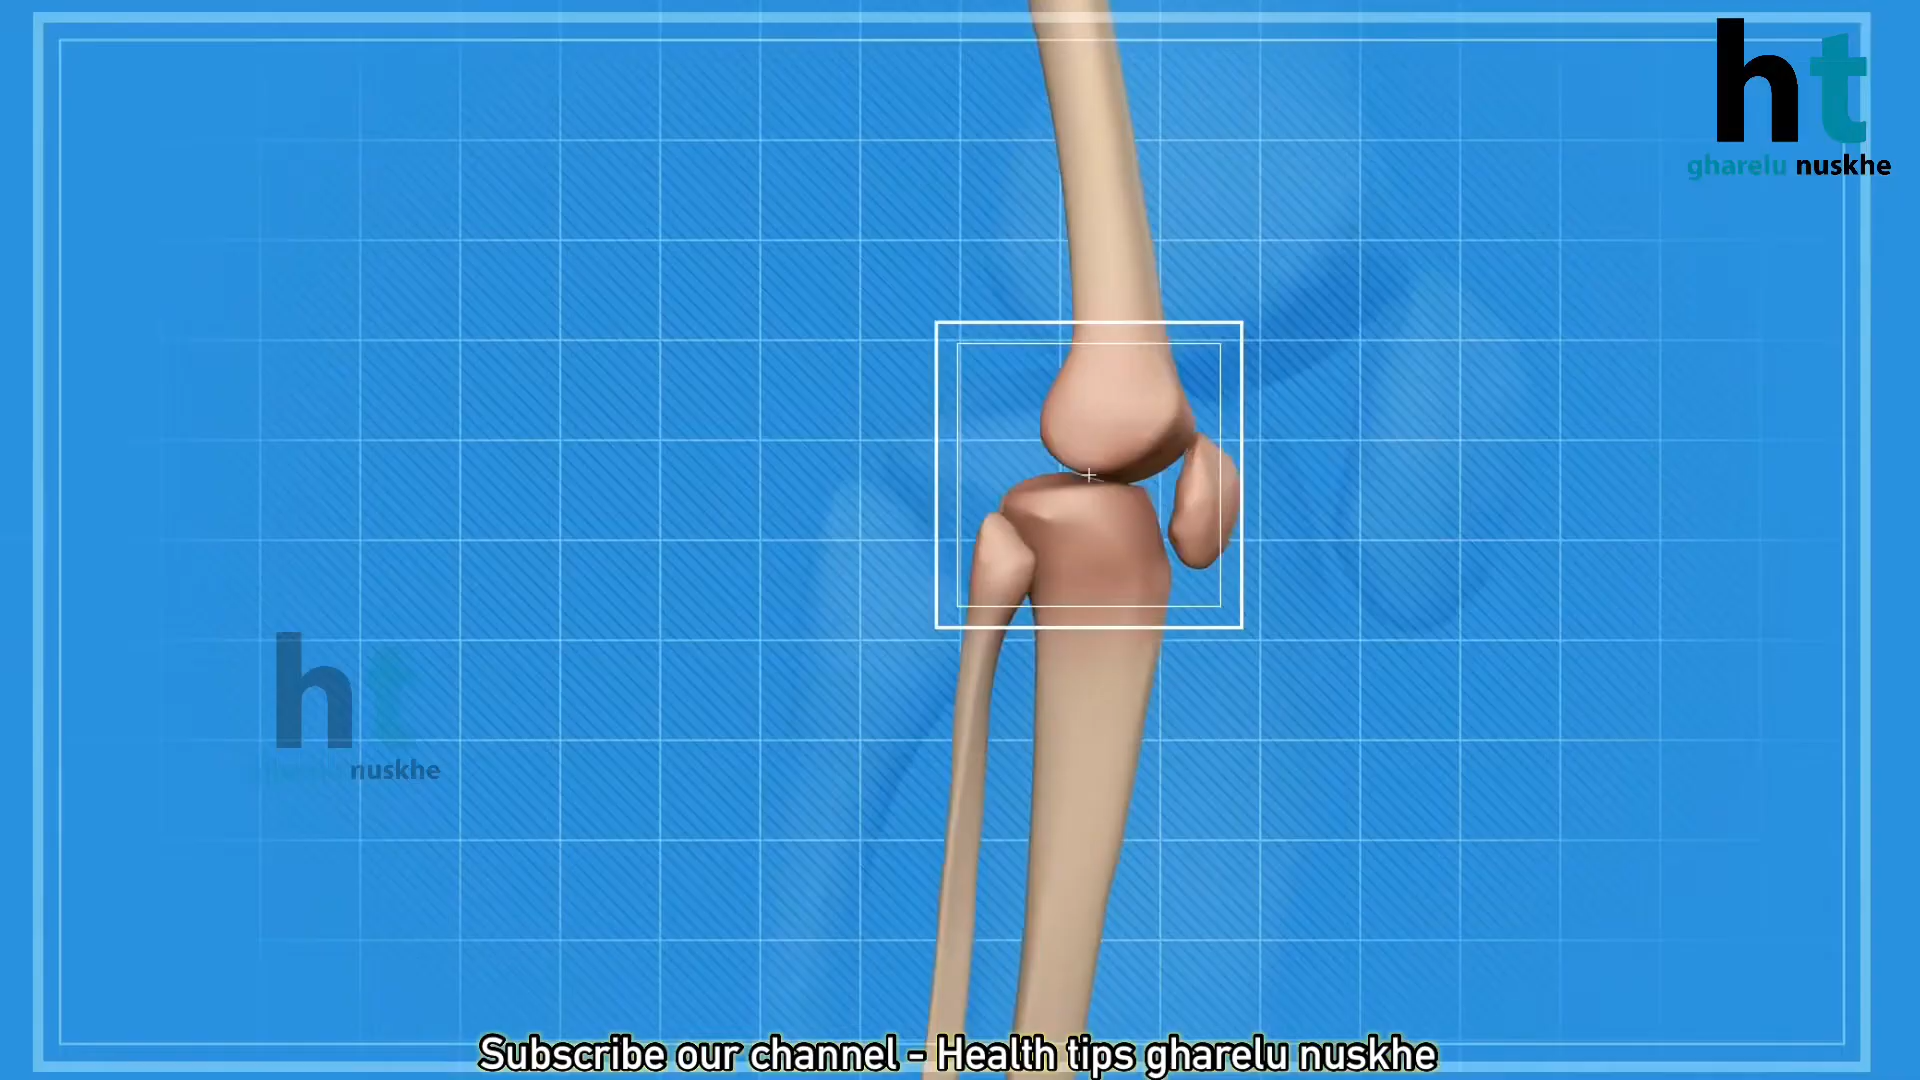 ht
gharelu nuskhe
ht
nuskhe
Subscribe our channel - Health tips gharelu nuskhe